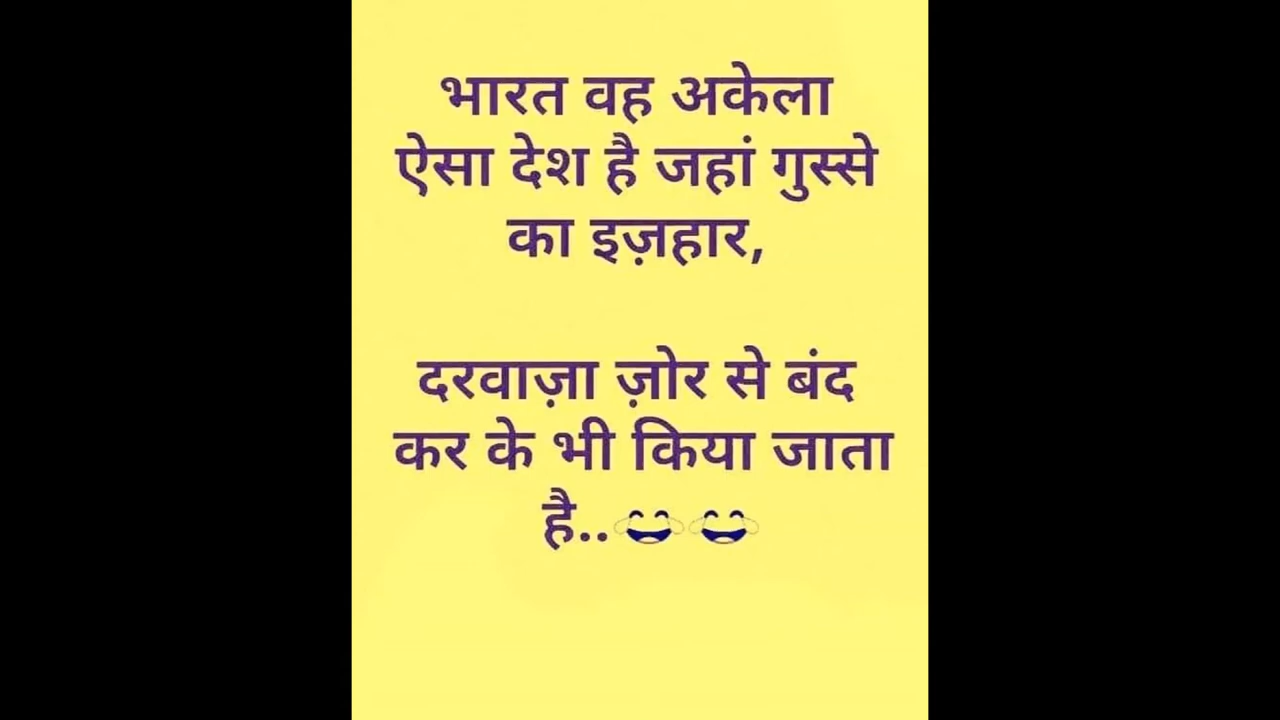 भारत वह अकेला
ऐसा देश है जहां गुस्से
का इज़हार,
दरवाज़ा ज़ोर से बंद
कर के भी किया जाता
है..😂😂